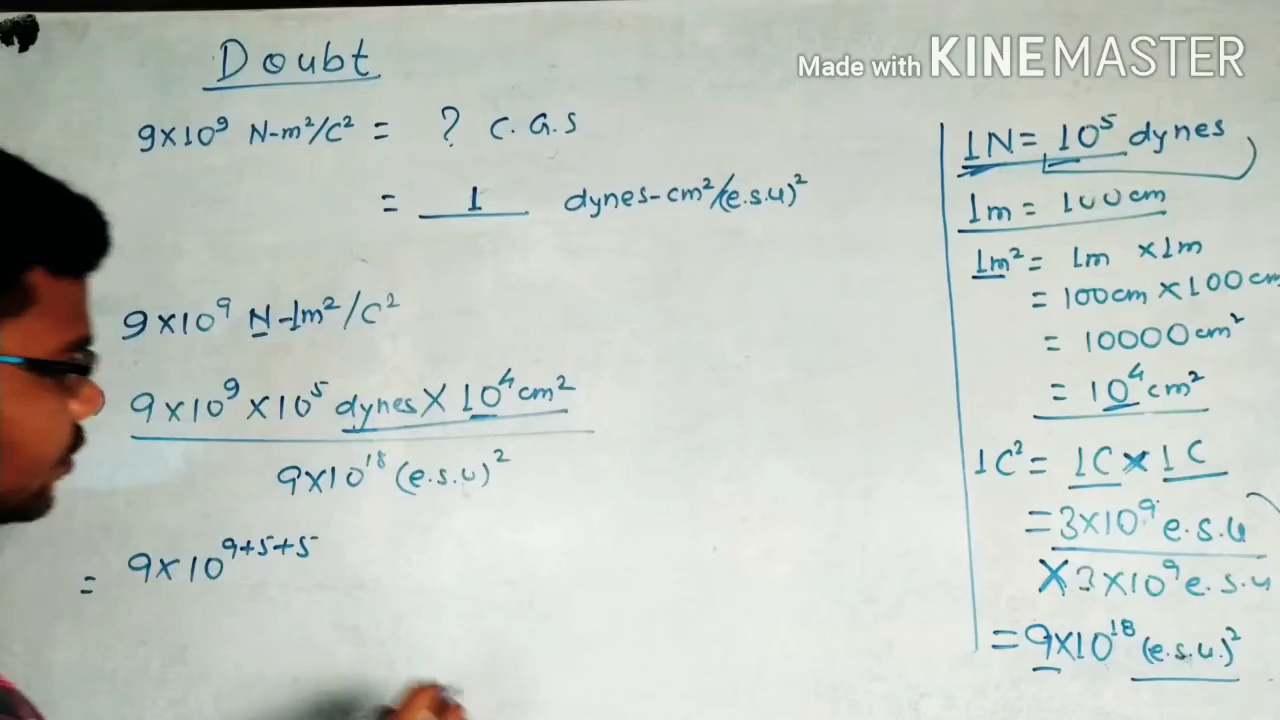 Doubt
Made with KINEMASTER
9×10⁹ N-m²/C² = ? C.G.S
= 1 dynes-cm²/(e.s.u)²
9×10⁹ N-1m²/C²
9×10⁹×10⁵ dynes×10⁴cm²
9×10¹⁸ (e.s.u)²
= 9×10⁹⁺⁵⁺⁵
1N = 10⁵ dynes
1m = 100cm
1m² = 1m ×1m
= 100cm×100cm
= 10000cm²
= 10⁴cm²
1C² = 1C × 1C
= 3×10⁹ e.s.u
×3×10⁹ e.s.u
= 9×10¹⁸ (e.s.u.)²